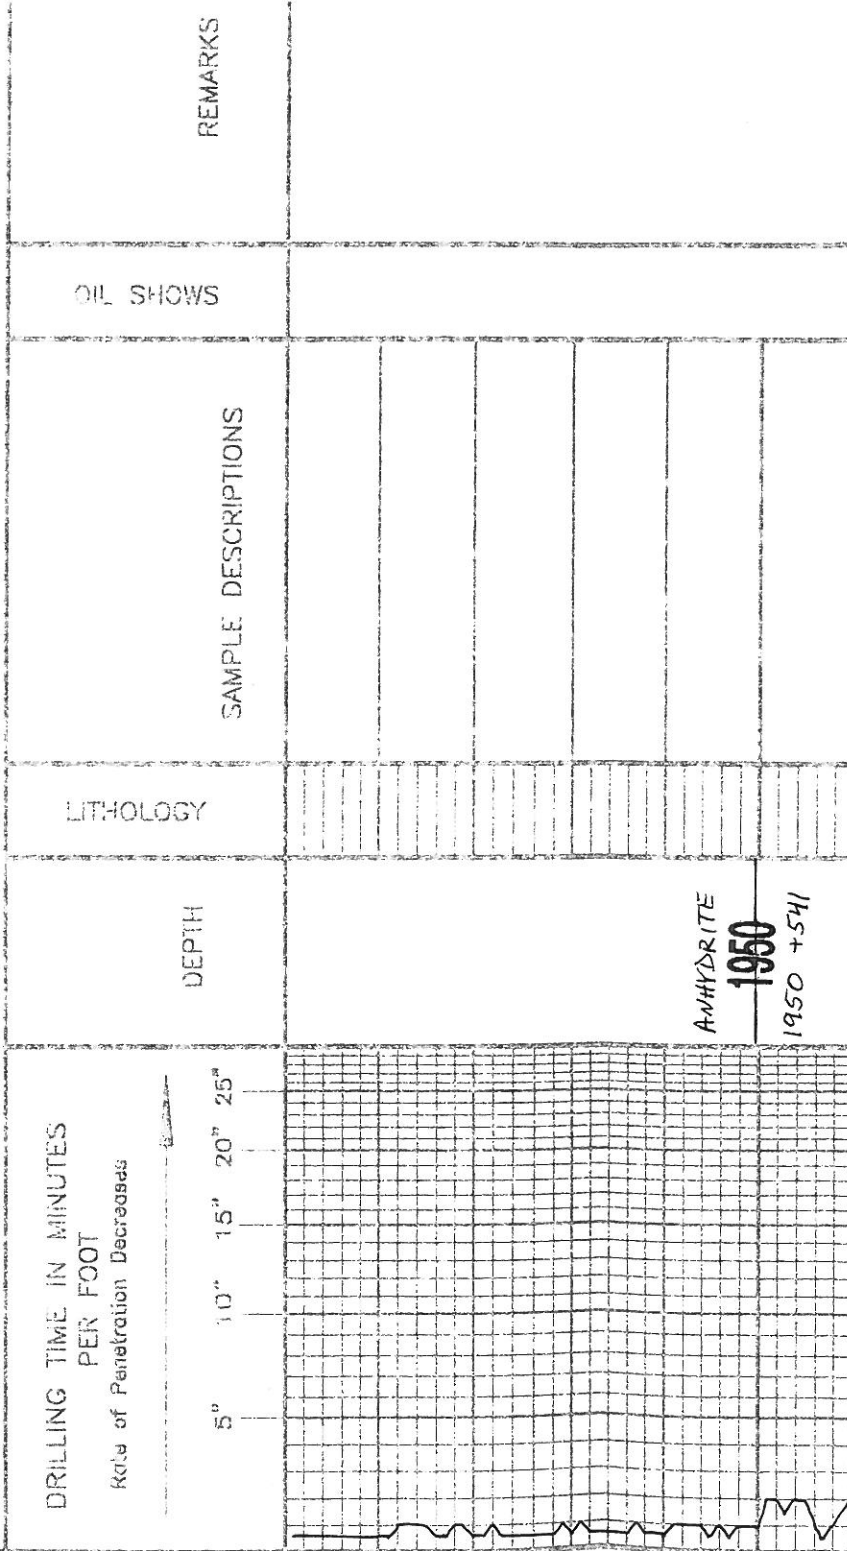 DRILLING TIME IN MINUTES
PER FOOT
Rate of Penetration Decreases
5" 10" 15" 20" 25"
DEPTH
LITHOLOGY
SAMPLE DESCRIPTIONS
OIL SHOWS
REMARKS
ANHYDRITE
1950
1950 +541